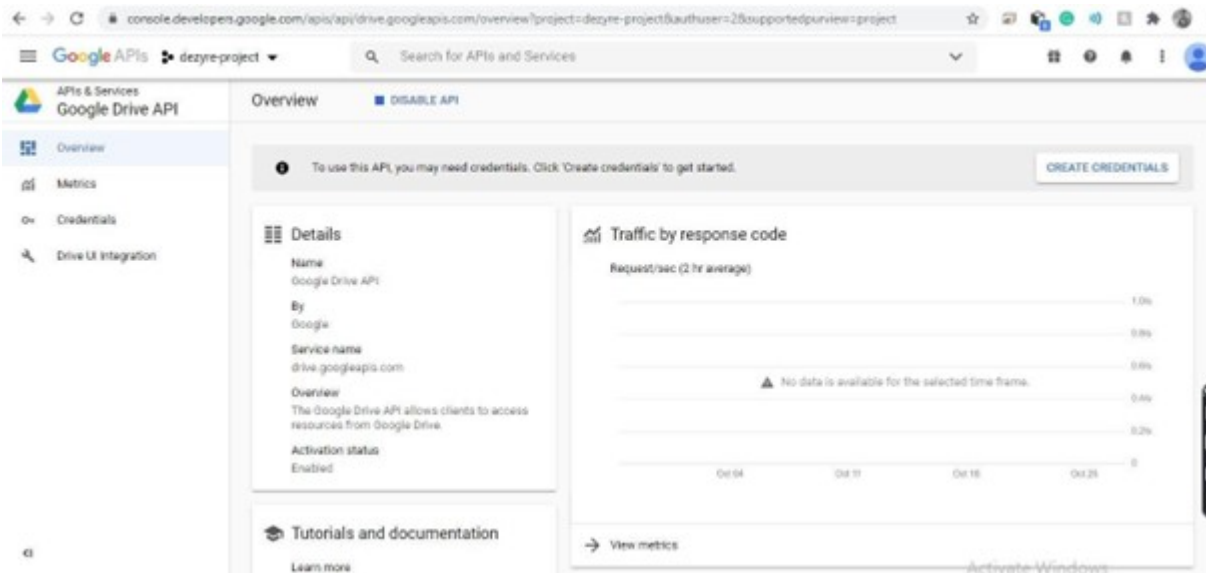 console.developers.google.com/apis/api/drive.googleapis.com/overview?project=dezyre-project&authuser=2&supportedpurview=project
Google APIs
dezyre-project
Search for APIs and Services
APIs & Services
Google Drive API
Overview
DISABLE API
Overview
Metrics
Credentials
Drive UI Integration
To use this API, you may need credentials. Click 'Create credentials' to get started.
CREATE CREDENTIALS
Details
Name
Google Drive API
By
Google
Service name
drive.googleapis.com
Overview
The Google Drive API allows clients to access
resources from Google Drive.
Activation status
Enabled
Tutorials and documentation
Learn more
Traffic by response code
Request/sec (2 hr average)
1.0/s
0.8/s
0.6/s
0.4/s
0.2/s
0
No data is available for the selected time frame.
Oct 04
Oct 11
Oct 18
Oct 25
View metrics
Activate Windows